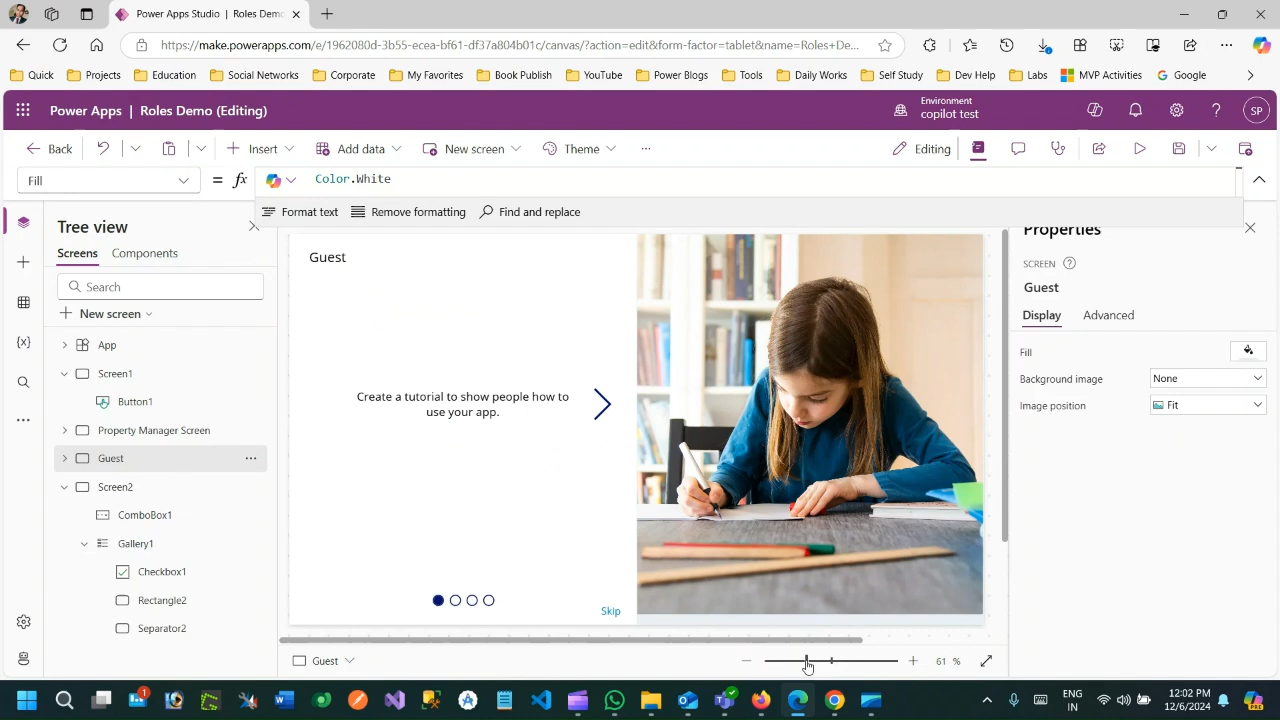 Power Apps Studio | Roles Demo
https://make.powerapps.com/e/1962080d-3b55-ecea-bf61-df37a804b01c/canvas/?action=edit&form-factor=tablet&name=Roles+De...
Quick Projects Education Social Networks Corporate My Favorites Book Publish YouTube Power Blogs Tools Daily Works Self Study Dev Help Labs MVP Activities Google
Power Apps | Roles Demo (Editing)
Environment
copilot test
SP
Back Insert Add data New screen Theme ... Editing
Fill = fx Color.White
Format text Remove formatting Find and replace
Tree view
Screens Components
Search
New screen
App
Screen1
Button1
Property Manager Screen
Guest ...
Screen2
ComboBox1
Gallery1
Checkbox1
Rectangle2
Separator2
Guest
Create a tutorial to show people how to
use your app.
Skip
Guest
61 %
Properties
SCREEN
Guest
Display Advanced
Fill
Background image None
Image position Fit
1
ENG
IN
12:02 PM
12/6/2024